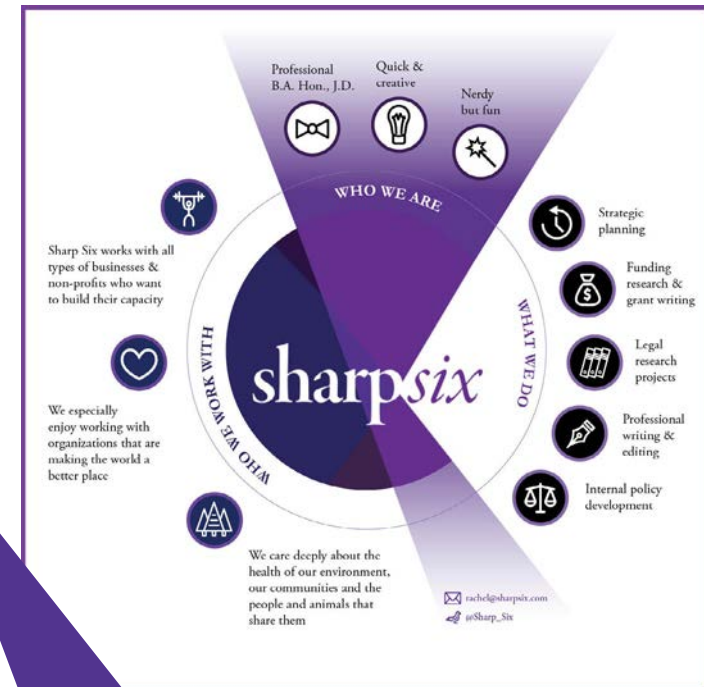 Professional
B.A. Hon., J.D.
Quick &
creative
Nerdy
but fun
WHO WE ARE
Sharp Six works with all
types of businesses &
non-profits who want
to build their capacity
We especially
enjoy working with
organizations that are
making the world a
better place
We care deeply about the
health of our environment,
our communities and the
people and animals that
share them
WHO WE WORK WITH
sharpsix
WHAT WE DO
Strategic
planning
Funding
research &
grant writing
$
Legal
research
projects
Professional
writing &
editing
Internal policy
development
rachel@sharpsix.com
@Sharp_Six